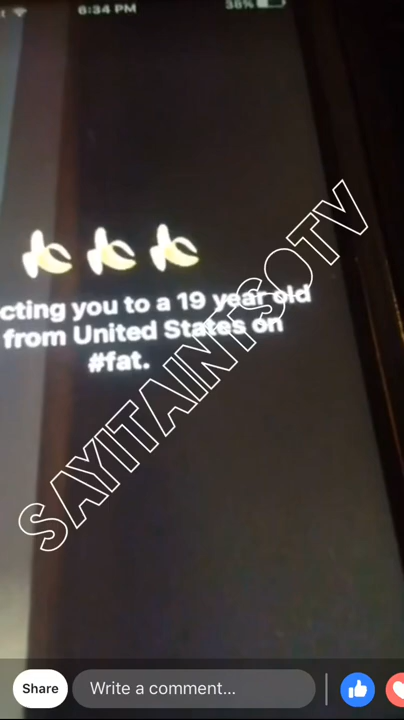 6:34 PM
36%
cting you to a 19 year old
from United States on
#fat.
SAYITAINTSOTV
Share
Write a comment...